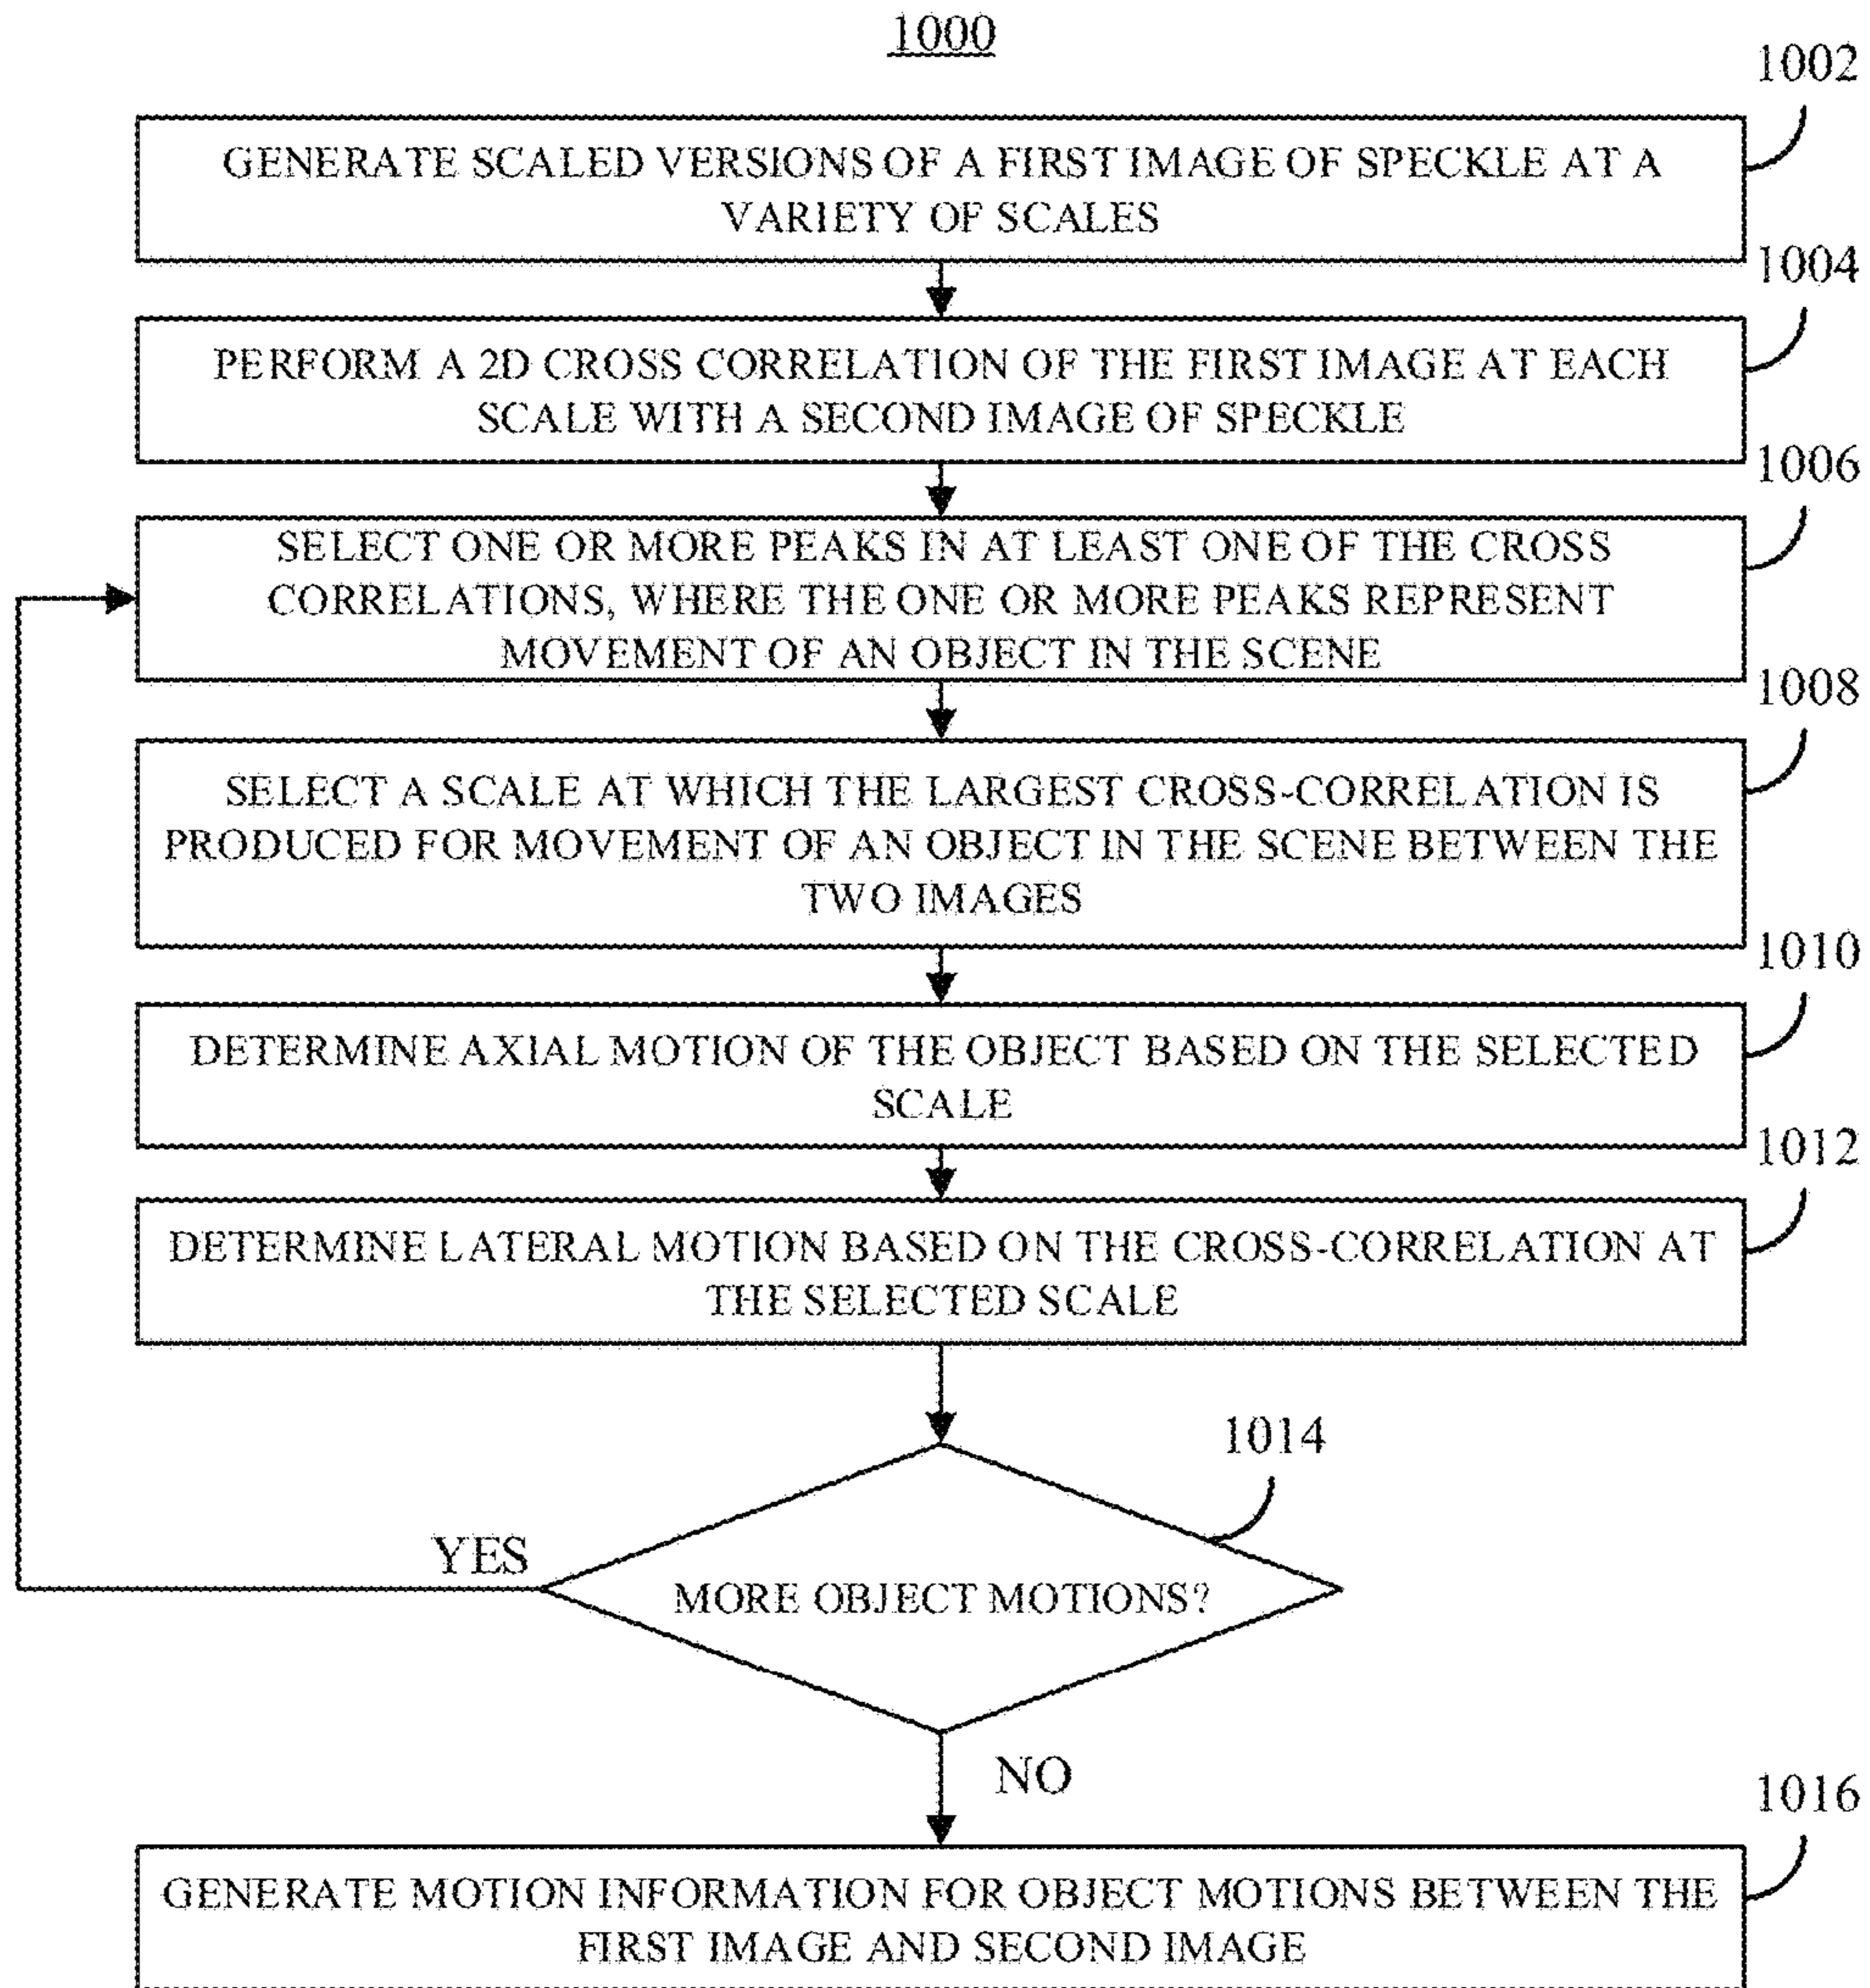 1000
1002
GENERATE SCALED VERSIONS OF A FIRST IMAGE OF SPECKLE AT A
VARIETY OF SCALES
1004
PERFORM A 2D CROSS CORRELATION OF THE FIRST IMAGE AT EACH
SCALE WITH A SECOND IMAGE OF SPECKLE
1006
SELECT ONE OR MORE PEAKS IN AT LEAST ONE OF THE CROSS
CORRELATIONS, WHERE THE ONE OR MORE PEAKS REPRESENT
MOVEMENT OF AN OBJECT IN THE SCENE
1008
SELECT A SCALE AT WHICH THE LARGEST CROSS-CORRELATION IS
PRODUCED FOR MOVEMENT OF AN OBJECT IN THE SCENE BETWEEN THE
TWO IMAGES
1010
DETERMINE AXIAL MOTION OF THE OBJECT BASED ON THE SELECTED
SCALE
1012
DETERMINE LATERAL MOTION BASED ON THE CROSS-CORRELATION AT
THE SELECTED SCALE
1014
YES
MORE OBJECT MOTIONS?
NO
1016
GENERATE MOTION INFORMATION FOR OBJECT MOTIONS BETWEEN THE
FIRST IMAGE AND SECOND IMAGE